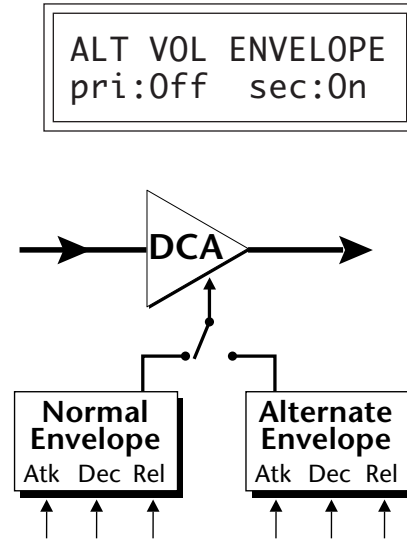 ALT VOL ENVELOPE
pri:Off sec:On
DCA
Normal
Envelope
Atk Dec Rel
Alternate
Envelope
Atk Dec Rel